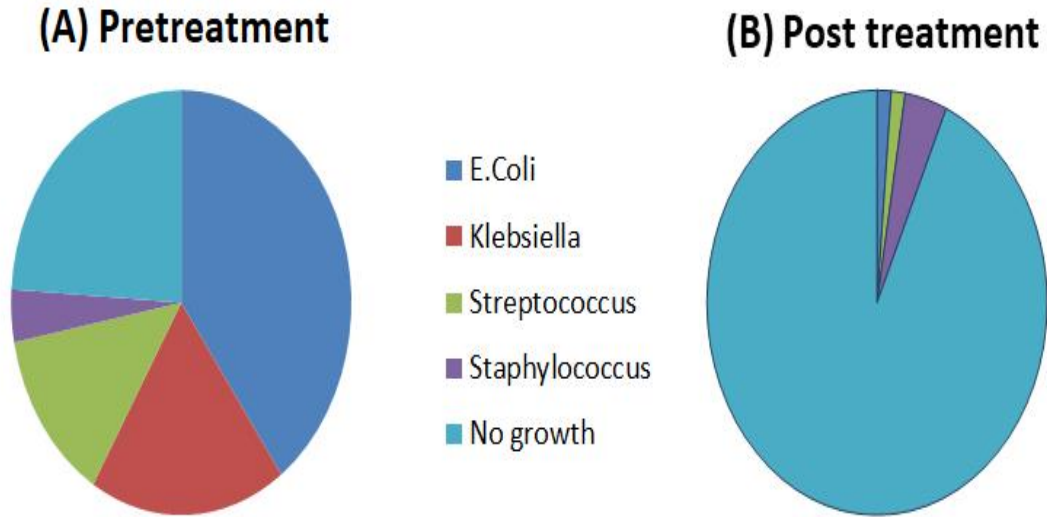 (A) Pretreatment
(B) Post treatment
E.Coli
Klebsiella
Streptococcus
Staphylococcus
No growth